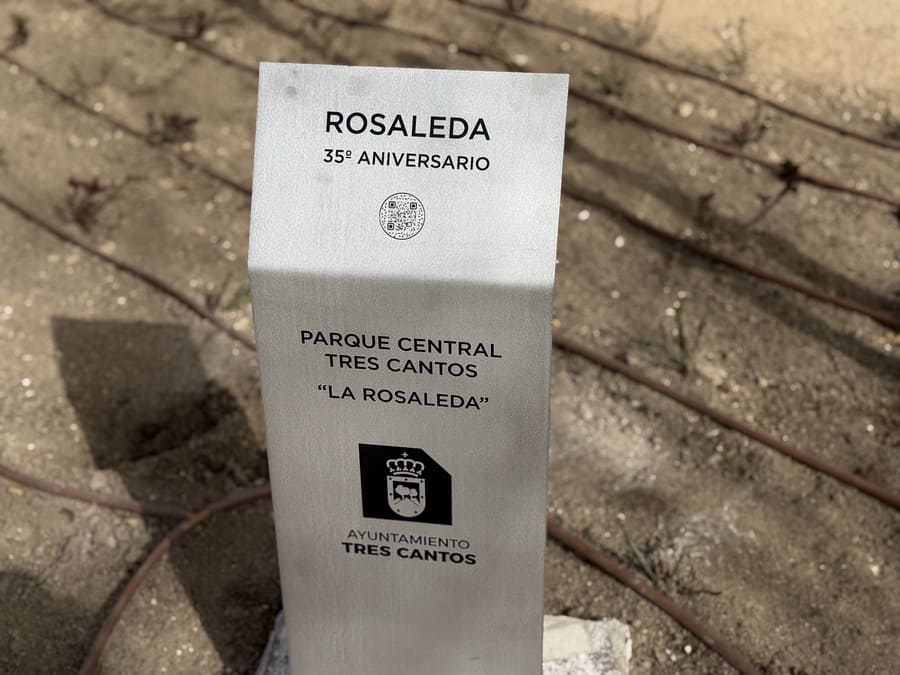 ROSALEDA
35º ANIVERSARIO
PARQUE CENTRAL
TRES CANTOS
“LA ROSALEDA”
AYUNTAMIENTO
TRES CANTOS